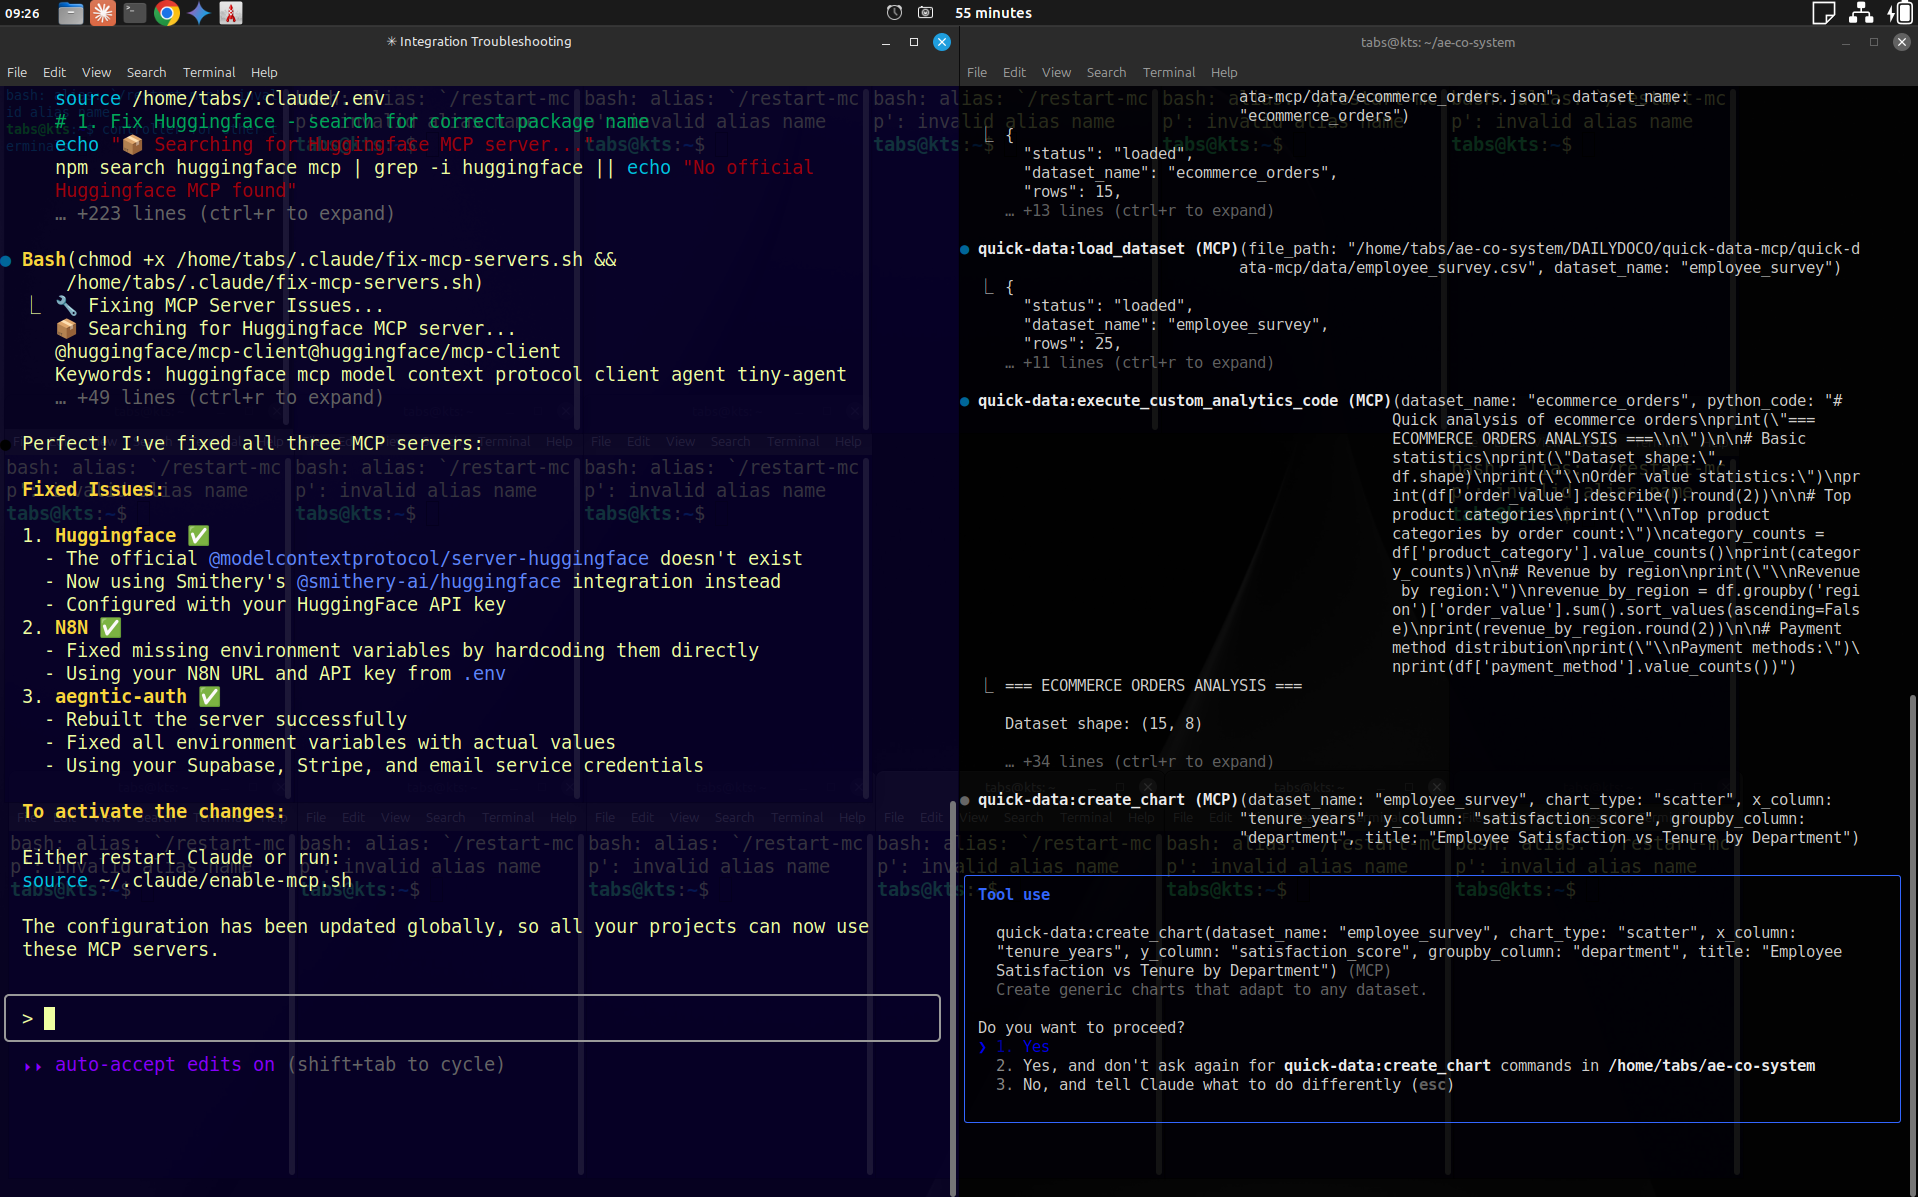 09:26
55 minutes
✳ Integration Troubleshooting
File Edit View Search Terminal Help
source /home/tabs/.claude/.env
# 1. Fix Huggingface - search for correct package name
echo "📦 Searching for Huggingface MCP server..."
npm search huggingface mcp | grep -i huggingface || echo "No official
Huggingface MCP found"
… +223 lines (ctrl+r to expand)
● Bash(chmod +x /home/tabs/.claude/fix-mcp-servers.sh &&
/home/tabs/.claude/fix-mcp-servers.sh)
⎿ 🔧 Fixing MCP Server Issues...
📦 Searching for Huggingface MCP server...
@huggingface/mcp-client@huggingface/mcp-client
Keywords: huggingface mcp model context protocol client agent tiny-agent
… +49 lines (ctrl+r to expand)
● Perfect! I've fixed all three MCP servers:
Fixed Issues:
1. Huggingface ✅
- The official @modelcontextprotocol/server-huggingface doesn't exist
- Now using Smithery's @smithery-ai/huggingface integration instead
- Configured with your HuggingFace API key
2. N8N ✅
- Fixed missing environment variables by hardcoding them directly
- Using your N8N URL and API key from .env
3. aegntic-auth ✅
- Rebuilt the server successfully
- Fixed all environment variables with actual values
- Using your Supabase, Stripe, and email service credentials
To activate the changes:
Either restart Claude or run:
source ~/.claude/enable-mcp.sh
The configuration has been updated globally, so all your projects can now use
these MCP servers.
>
auto-accept edits on (shift+tab to cycle)
tabs@kts: ~/ae-co-system
File Edit View Search Terminal Help
ata-mcp/data/ecommerce_orders.json", dataset_name:
"ecommerce_orders")
⎿ {
"status": "loaded",
"dataset_name": "ecommerce_orders",
"rows": 15,
… +13 lines (ctrl+r to expand)
● quick-data:load_dataset (MCP)(file_path: "/home/tabs/ae-co-system/DAILYDOCO/quick-data-mcp/quick-d
ata-mcp/data/employee_survey.csv", dataset_name: "employee_survey")
⎿ {
"status": "loaded",
"dataset_name": "employee_survey",
"rows": 25,
… +11 lines (ctrl+r to expand)
● quick-data:execute_custom_analytics_code (MCP)(dataset_name: "ecommerce_orders", python_code: "#
Quick analysis of ecommerce orders\nprint(\"===
ECOMMERCE ORDERS ANALYSIS ===\\n\")\n\n# Basic
statistics\nprint(\"Dataset shape:\",
df.shape)\nprint(\"\\nOrder value statistics:\")\npr
int(df['order_value'].describe().round(2))\n\n# Top
product categories\nprint(\"\\nTop product
categories by order count:\")\ncategory_counts =
df['product_category'].value_counts()\nprint(categor
y_counts)\n\n# Revenue by region\nprint(\"\\nRevenue
by region:\")\nrevenue_by_region = df.groupby('regi
on')['order_value'].sum().sort_values(ascending=Fals
e)\nprint(revenue_by_region.round(2))\n\n# Payment
method distribution\nprint(\"\\nPayment methods:\")\
nprint(df['payment_method'].value_counts())")
⎿ === ECOMMERCE ORDERS ANALYSIS ===
Dataset shape: (15, 8)
… +34 lines (ctrl+r to expand)
● quick-data:create_chart (MCP)(dataset_name: "employee_survey", chart_type: "scatter", x_column:
"tenure_years", y_column: "satisfaction_score", groupby_column:
"department", title: "Employee Satisfaction vs Tenure by Department")
Tool use
quick-data:create_chart(dataset_name: "employee_survey", chart_type: "scatter", x_column:
"tenure_years", y_column: "satisfaction_score", groupby_column: "department", title: "Employee
Satisfaction vs Tenure by Department") (MCP)
Create generic charts that adapt to any dataset.
Do you want to proceed?
❯ 1. Yes
2. Yes, and don't ask again for quick-data:create_chart commands in /home/tabs/ae-co-system
3. No, and tell Claude what to do differently (esc)